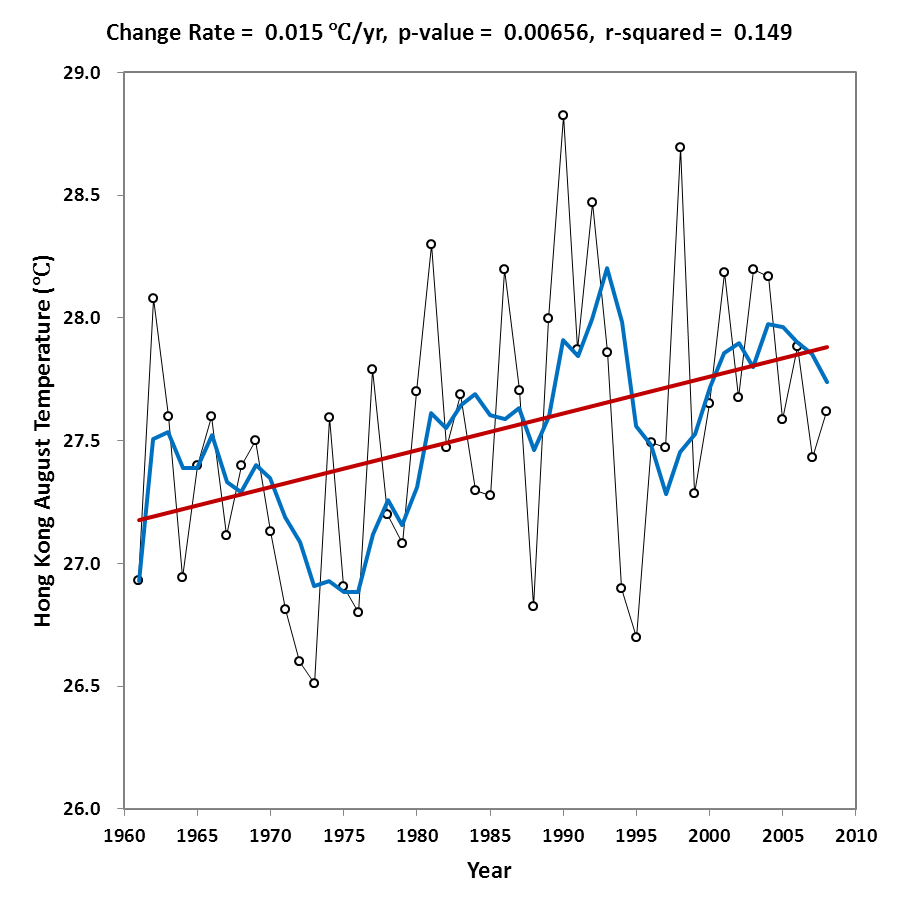 Change Rate = 0.015 ℃/yr, p-value = 0.00656, r-squared = 0.149
29.0
28.5
28.0
27.5
27.0
26.5
26.0
Hong Kong August Temperature (℃)
1960 1965 1970 1975 1980 1985 1990 1995 2000 2005 2010
Year